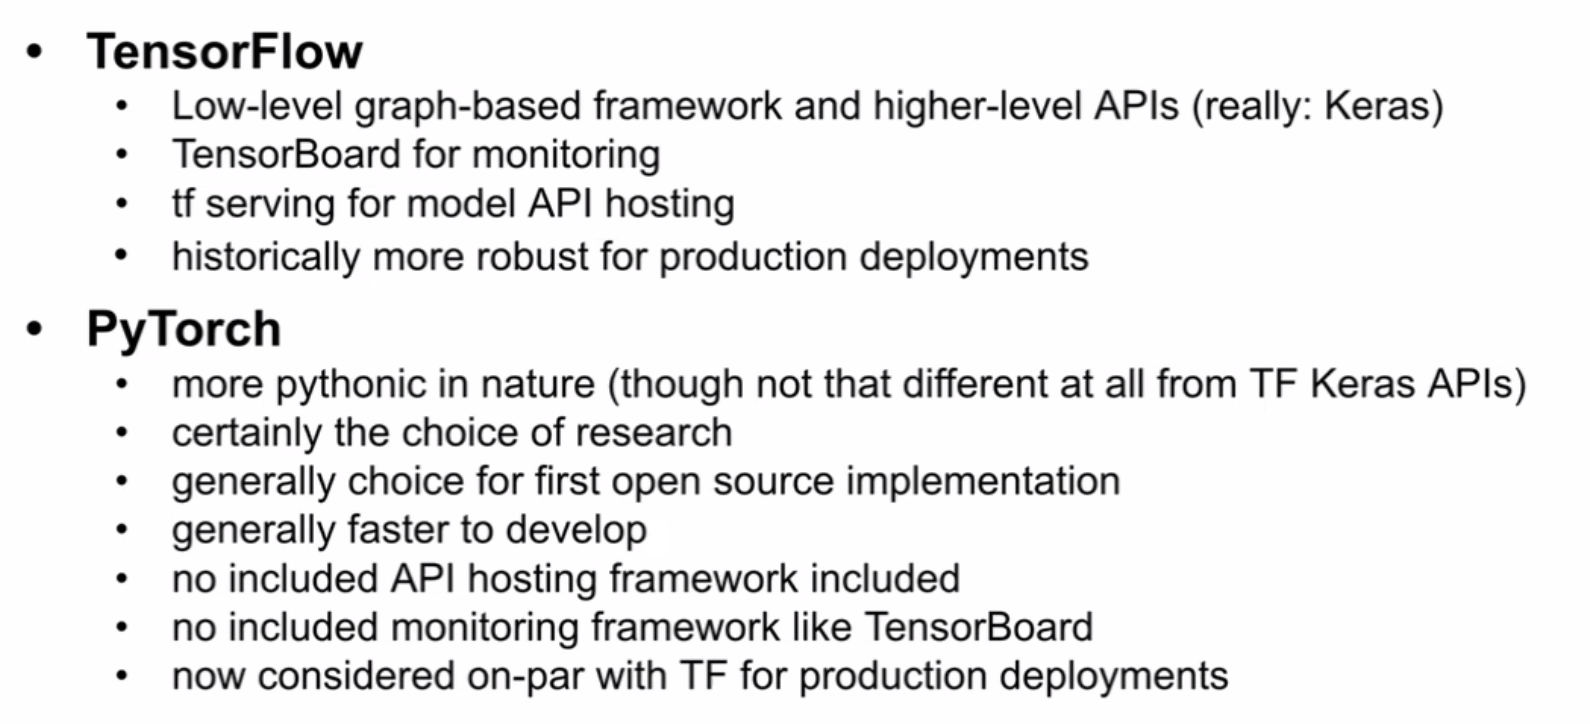 • TensorFlow
• Low-level graph-based framework and higher-level APIs (really: Keras)
• TensorBoard for monitoring
• tf serving for model API hosting
• historically more robust for production deployments
• PyTorch
• more pythonic in nature (though not that different at all from TF Keras APIs)
• certainly the choice of research
• generally choice for first open source implementation
• generally faster to develop
• no included API hosting framework included
• no included monitoring framework like TensorBoard
• now considered on-par with TF for production deployments